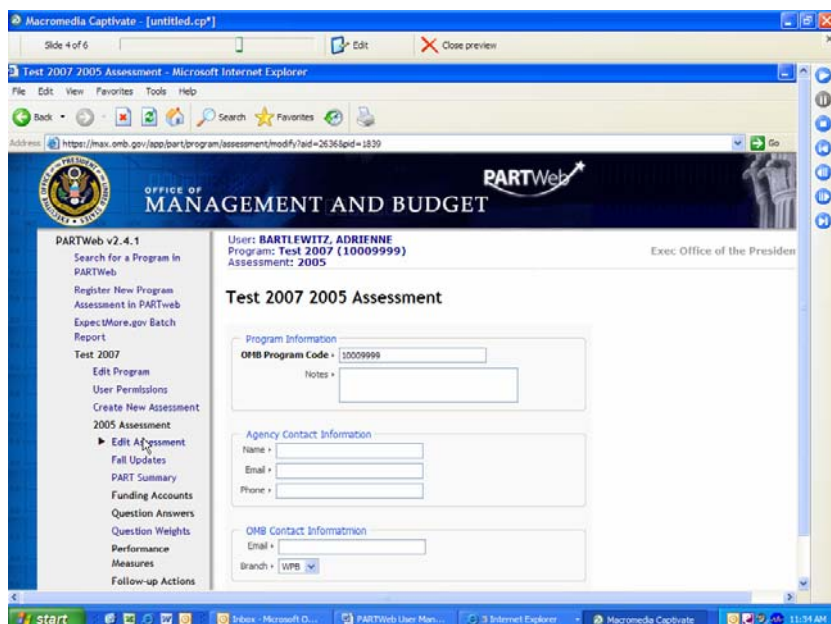 Macromedia Captivate - [untitled.cp*]
Slide 4 of 6
Edit
Close preview
Test 2007 2005 Assessment - Microsoft Internet Explorer
File Edit View Favorites Tools Help
Back
Search Favorites
Address https://max.omb.gov/app/part/program/assessment/modify?aid=2636&pid=1839 Go
OFFICE OF
MANAGEMENT AND BUDGET
PARTWeb
PARTWeb v2.4.1
Search for a Program in
PARTWeb
Register New Program
Assessment in PARTweb
ExpectMore.gov Batch
Report
Test 2007
Edit Program
User Permissions
Create New Assessment
2005 Assessment
Edit Assessment
Fall Updates
PART Summary
Funding Accounts
Question Answers
Question Weights
Performance
Measures
Follow-up Actions
User: BARTLEWITZ, ADRIENNE
Program: Test 2007 (10009999)
Assessment: 2005
Exec Office of the Presiden
Test 2007 2005 Assessment
Program Information
OMB Program Code 10009999
Notes
Agency Contact Information
Name
Email
Phone
OMB Contact Informatmion
Email
Branch WPB
start
Inbox - Microsoft O...
PARTWeb User Man...
3 Internet Explorer
Macromedia Captivate
11:34 AM